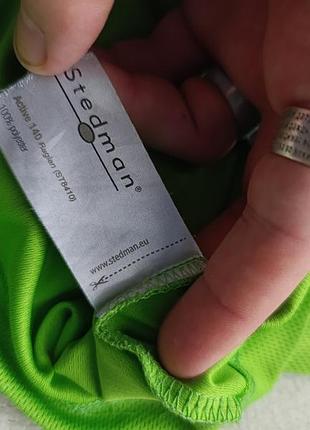 Stedman®
Active 140 Raglan (ST8410)
100% polyester
www.stedman.eu